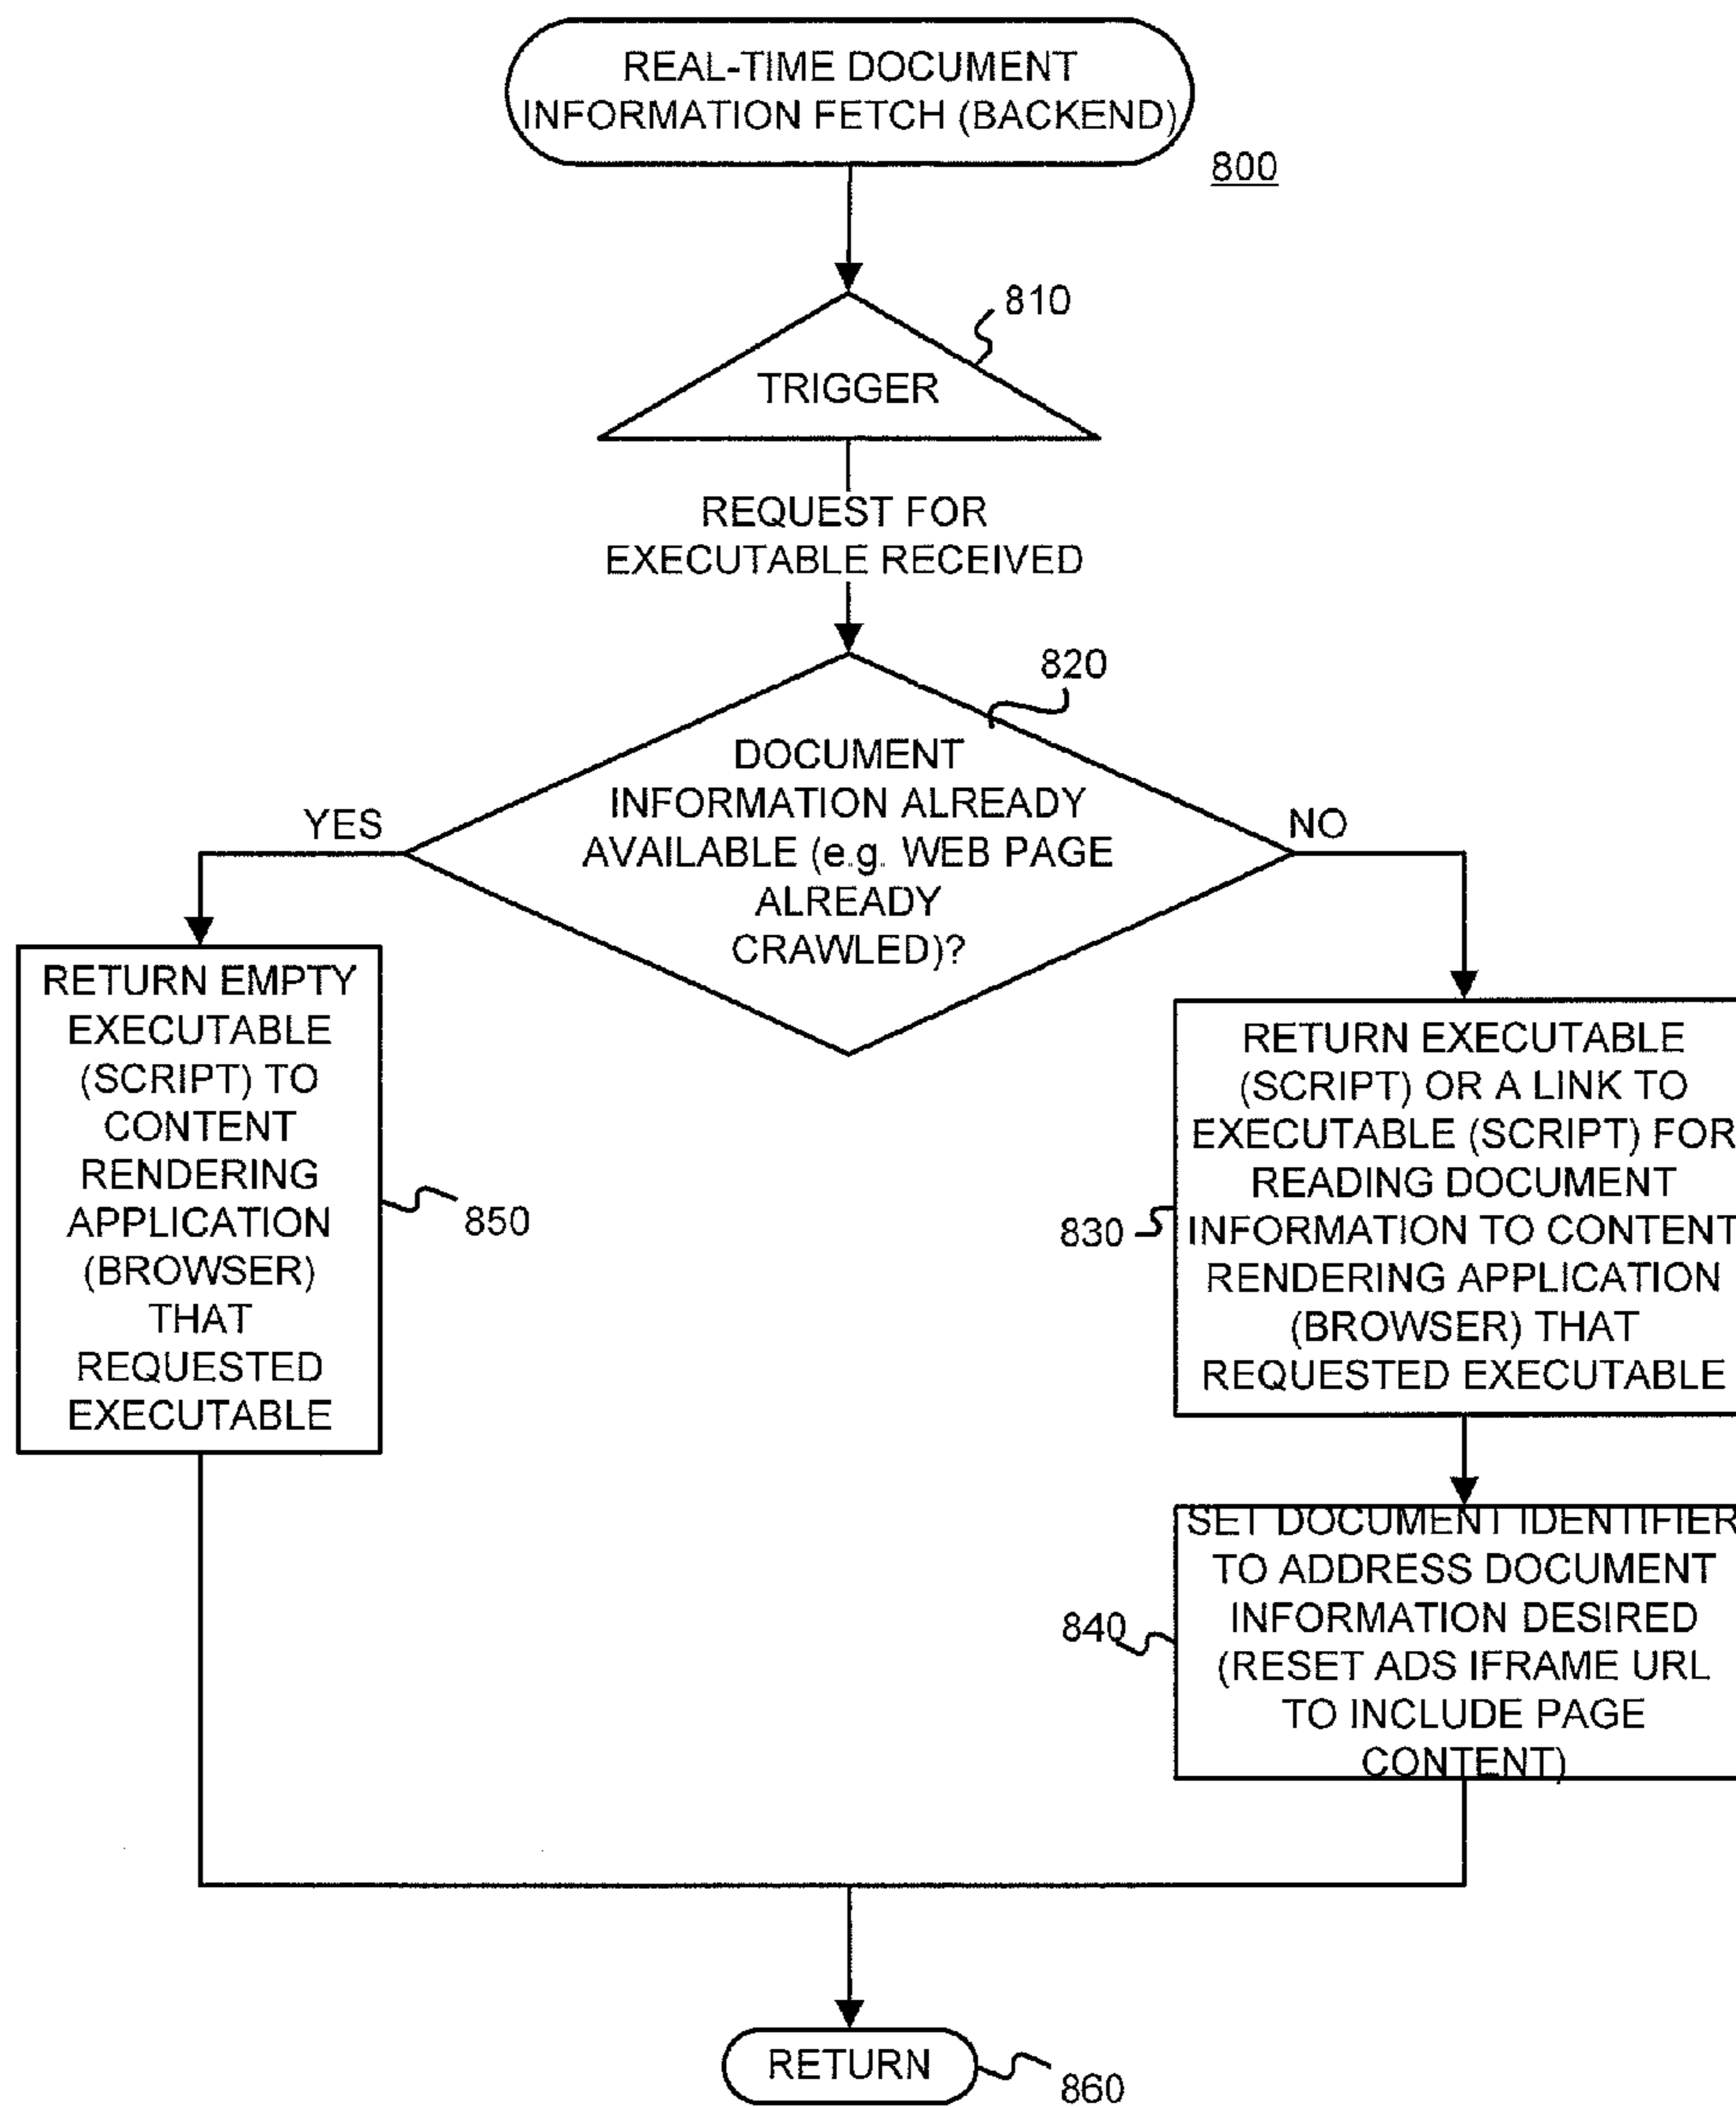 REAL-TIME DOCUMENT
INFORMATION FETCH (BACKEND)
800
810
TRIGGER
REQUEST FOR
EXECUTABLE RECEIVED
820
DOCUMENT
INFORMATION ALREADY
AVAILABLE (e.g. WEB PAGE
ALREADY
CRAWLED)?
YES
NO
RETURN EMPTY
EXECUTABLE
(SCRIPT) TO
CONTENT
RENDERING
APPLICATION
(BROWSER)
THAT
REQUESTED
EXECUTABLE
850
RETURN EXECUTABLE
(SCRIPT) OR A LINK TO
EXECUTABLE (SCRIPT) FOR
READING DOCUMENT
INFORMATION TO CONTENT
RENDERING APPLICATION
(BROWSER) THAT
REQUESTED EXECUTABLE
830
SET DOCUMENT IDENTIFIER
TO ADDRESS DOCUMENT
INFORMATION DESIRED
(RESET ADS IFRAME URL
TO INCLUDE PAGE
CONTENT)
840
RETURN
860